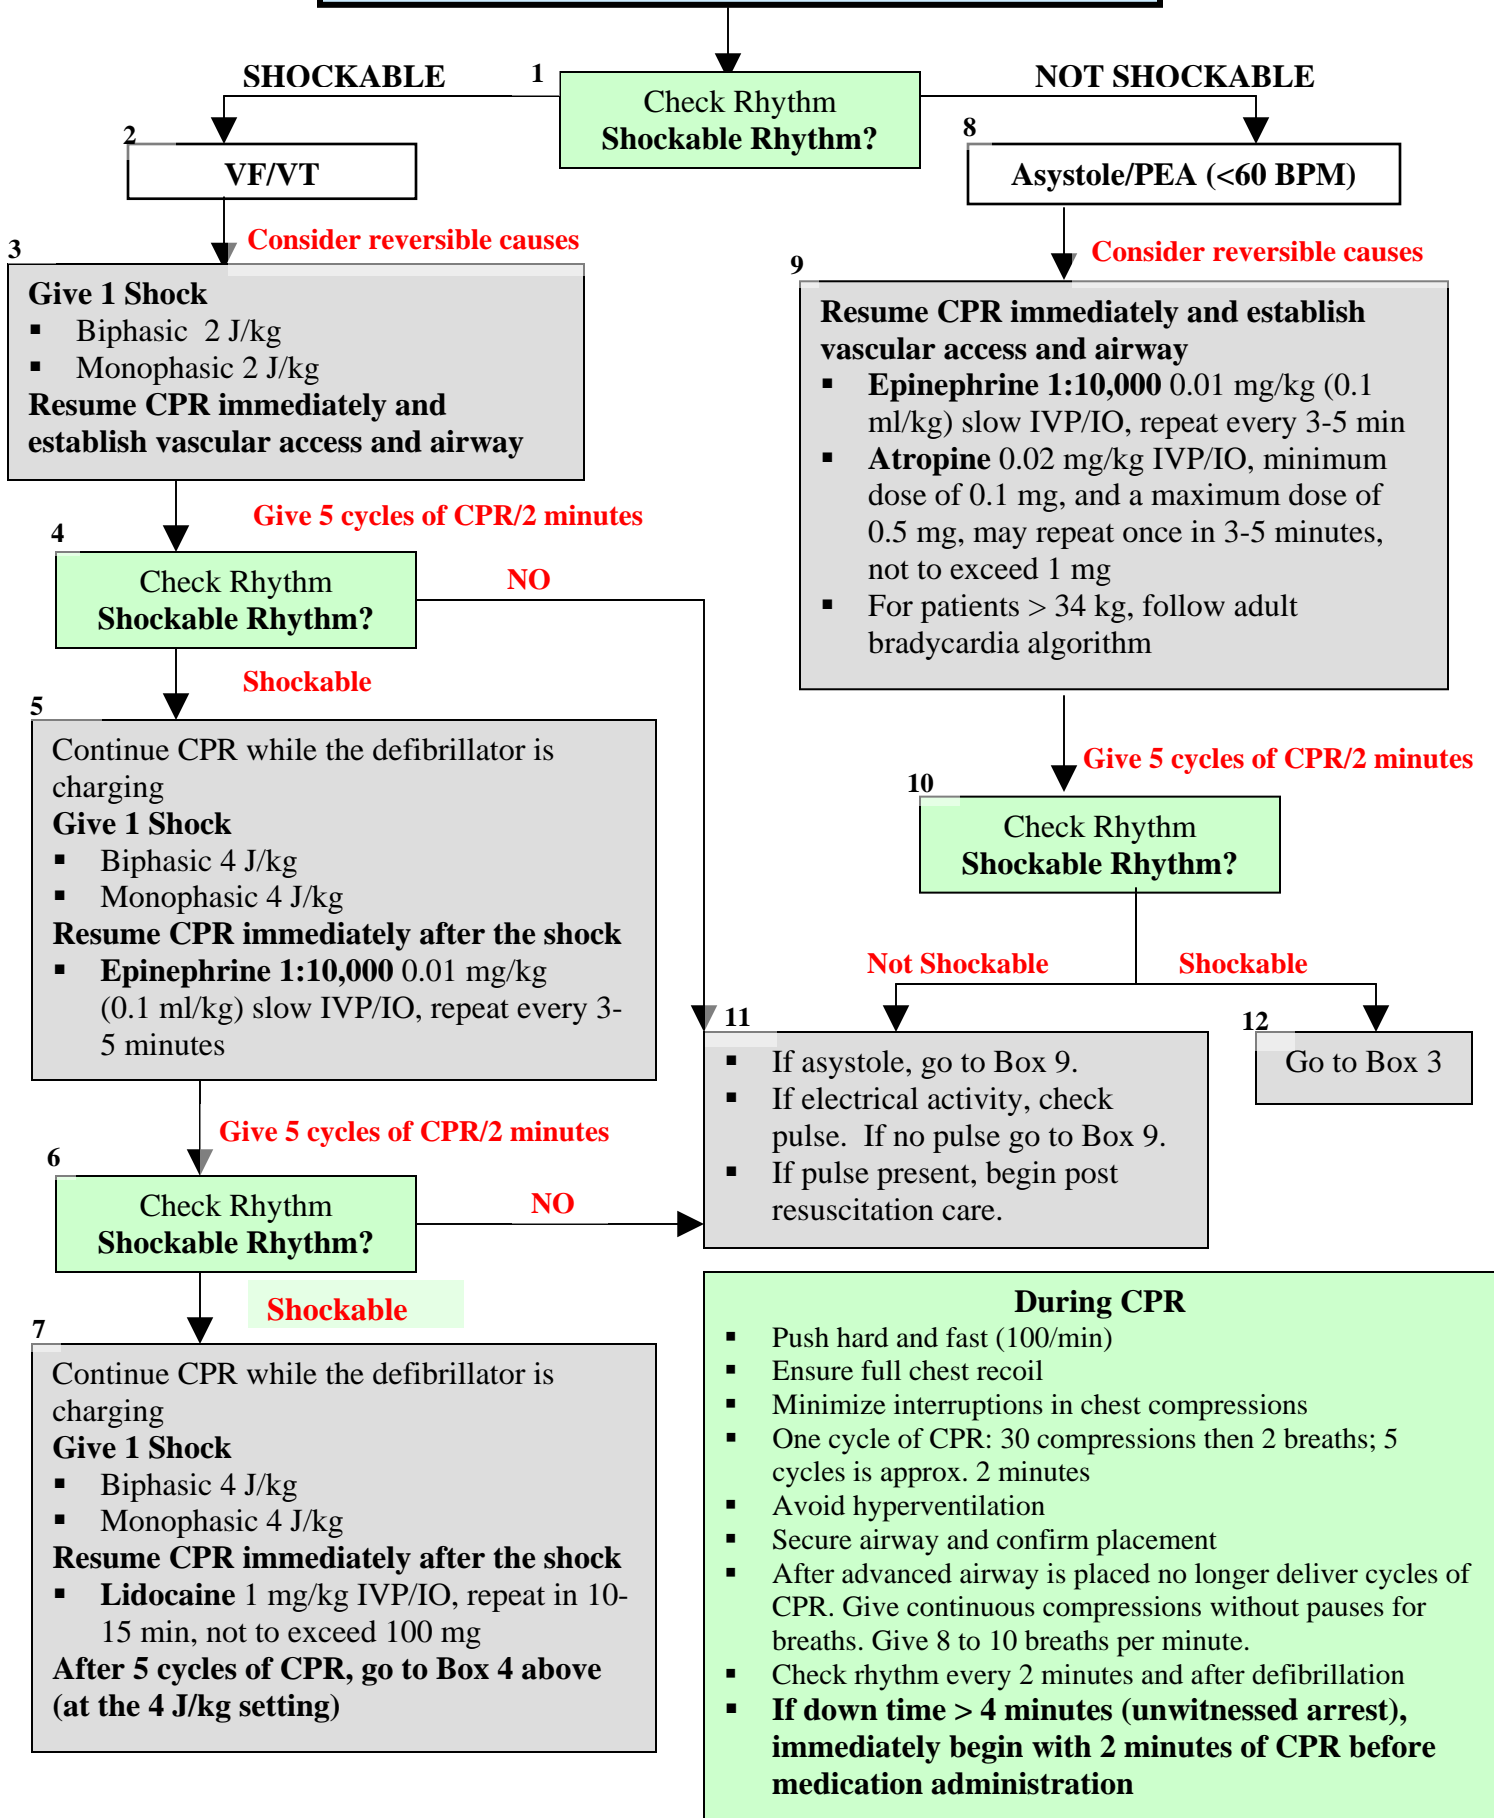 SHOCKABLE
1
NOT SHOCKABLE
Check Rhythm
Shockable Rhythm?
2
VF/VT
8
Asystole/PEA (<60 BPM)
Consider reversible causes
3
Give 1 Shock
▪ Biphasic 2 J/kg
▪ Monophasic 2 J/kg
Resume CPR immediately and
establish vascular access and airway
Give 5 cycles of CPR/2 minutes
4
Check Rhythm
Shockable Rhythm?
NO
Shockable
5
Continue CPR while the defibrillator is
charging
Give 1 Shock
▪ Biphasic 4 J/kg
▪ Monophasic 4 J/kg
Resume CPR immediately after the shock
▪ Epinephrine 1:10,000 0.01 mg/kg
(0.1 ml/kg) slow IVP/IO, repeat every 3-
5 minutes
Give 5 cycles of CPR/2 minutes
6
Check Rhythm
Shockable Rhythm?
NO
Shockable
7
Continue CPR while the defibrillator is
charging
Give 1 Shock
▪ Biphasic 4 J/kg
▪ Monophasic 4 J/kg
Resume CPR immediately after the shock
▪ Lidocaine 1 mg/kg IVP/IO, repeat in 10-
15 min, not to exceed 100 mg
After 5 cycles of CPR, go to Box 4 above
(at the 4 J/kg setting)
Consider reversible causes
9
Resume CPR immediately and establish
vascular access and airway
▪ Epinephrine 1:10,000 0.01 mg/kg (0.1
ml/kg) slow IVP/IO, repeat every 3-5 min
▪ Atropine 0.02 mg/kg IVP/IO, minimum
dose of 0.1 mg, and a maximum dose of
0.5 mg, may repeat once in 3-5 minutes,
not to exceed 1 mg
▪ For patients > 34 kg, follow adult
bradycardia algorithm
Give 5 cycles of CPR/2 minutes
10
Check Rhythm
Shockable Rhythm?
Not Shockable
Shockable
11
▪ If asystole, go to Box 9.
▪ If electrical activity, check
pulse. If no pulse go to Box 9.
▪ If pulse present, begin post
resuscitation care.
12
Go to Box 3
During CPR
▪ Push hard and fast (100/min)
▪ Ensure full chest recoil
▪ Minimize interruptions in chest compressions
▪ One cycle of CPR: 30 compressions then 2 breaths; 5
cycles is approx. 2 minutes
▪ Avoid hyperventilation
▪ Secure airway and confirm placement
▪ After advanced airway is placed no longer deliver cycles of
CPR. Give continuous compressions without pauses for
breaths. Give 8 to 10 breaths per minute.
▪ Check rhythm every 2 minutes and after defibrillation
▪ If down time > 4 minutes (unwitnessed arrest),
immediately begin with 2 minutes of CPR before
medication administration